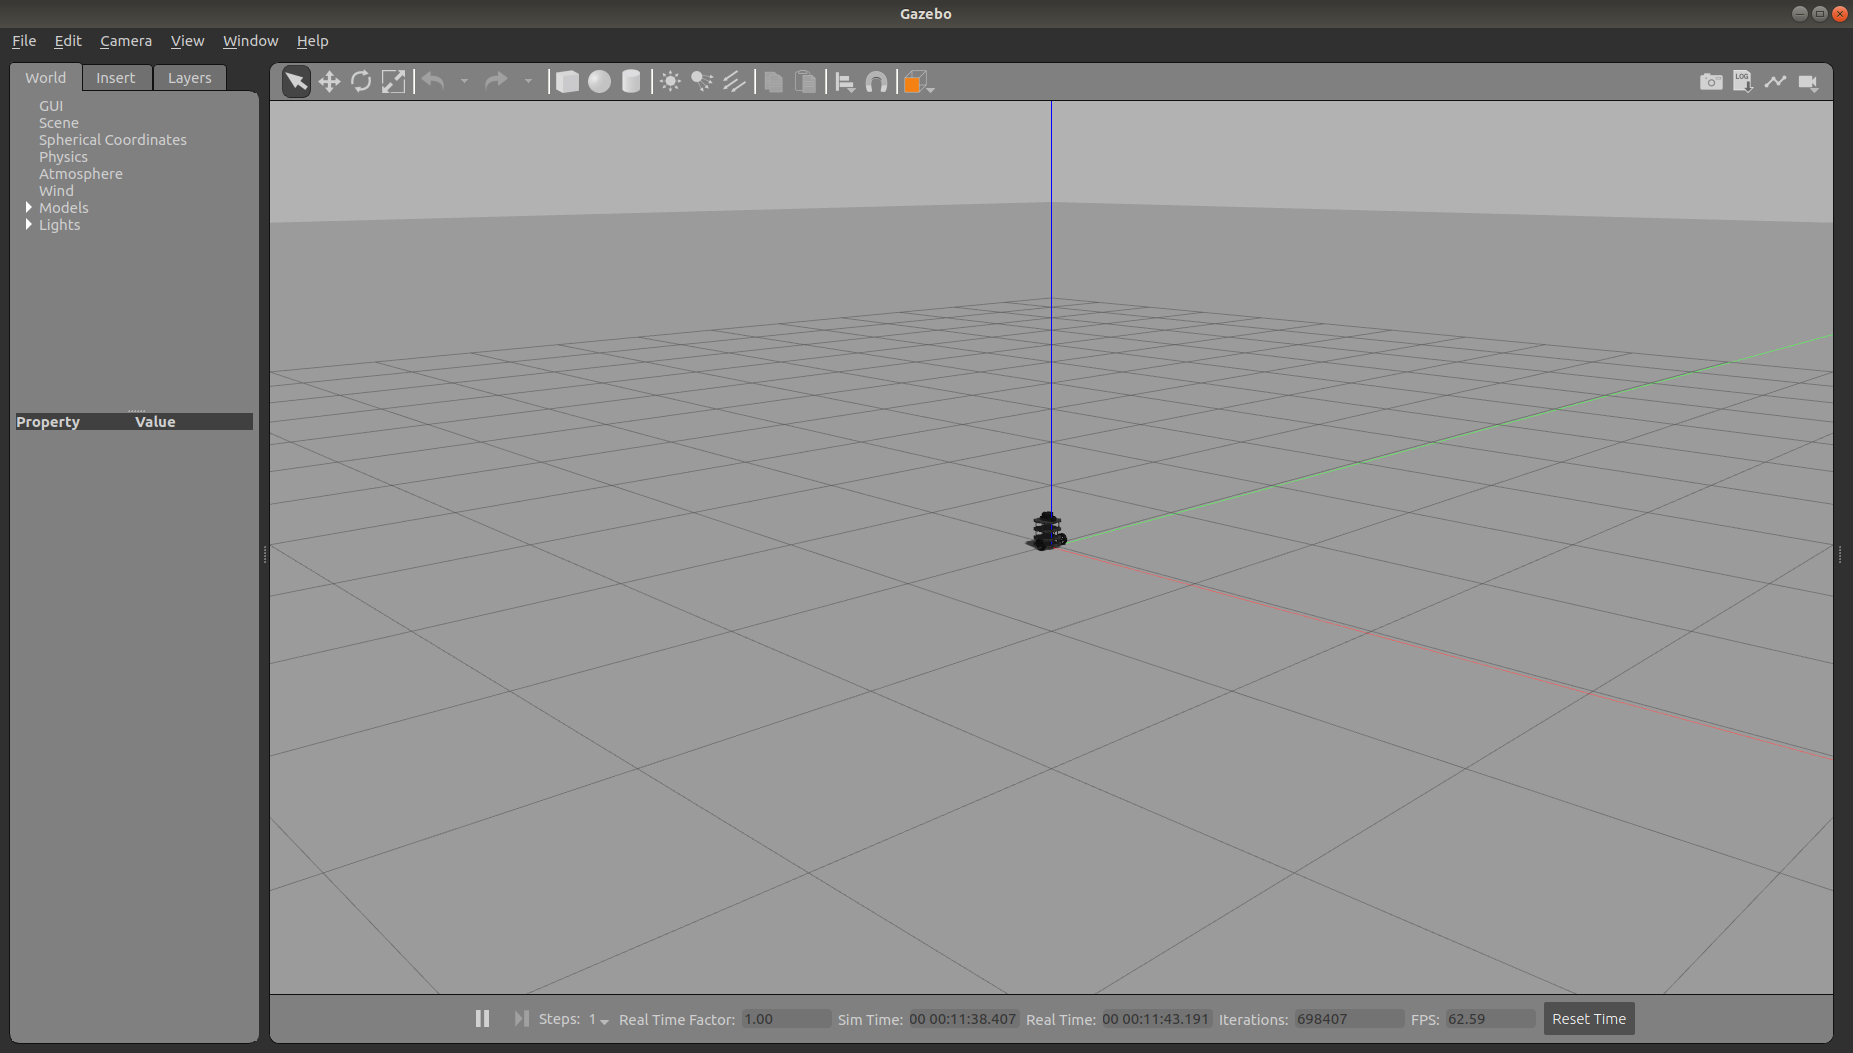 Gazebo
File Edit Camera View Window Help
World Insert Layers
LOG
GUI
Scene
Spherical Coordinates
Physics
Atmosphere
Wind
Models
Lights
Property Value
Steps: 1 Real Time Factor: 1.00 Sim Time: 00 00:11:38.407 Real Time: 00 00:11:43.191 Iterations: 698407 FPS: 62.59 Reset Time